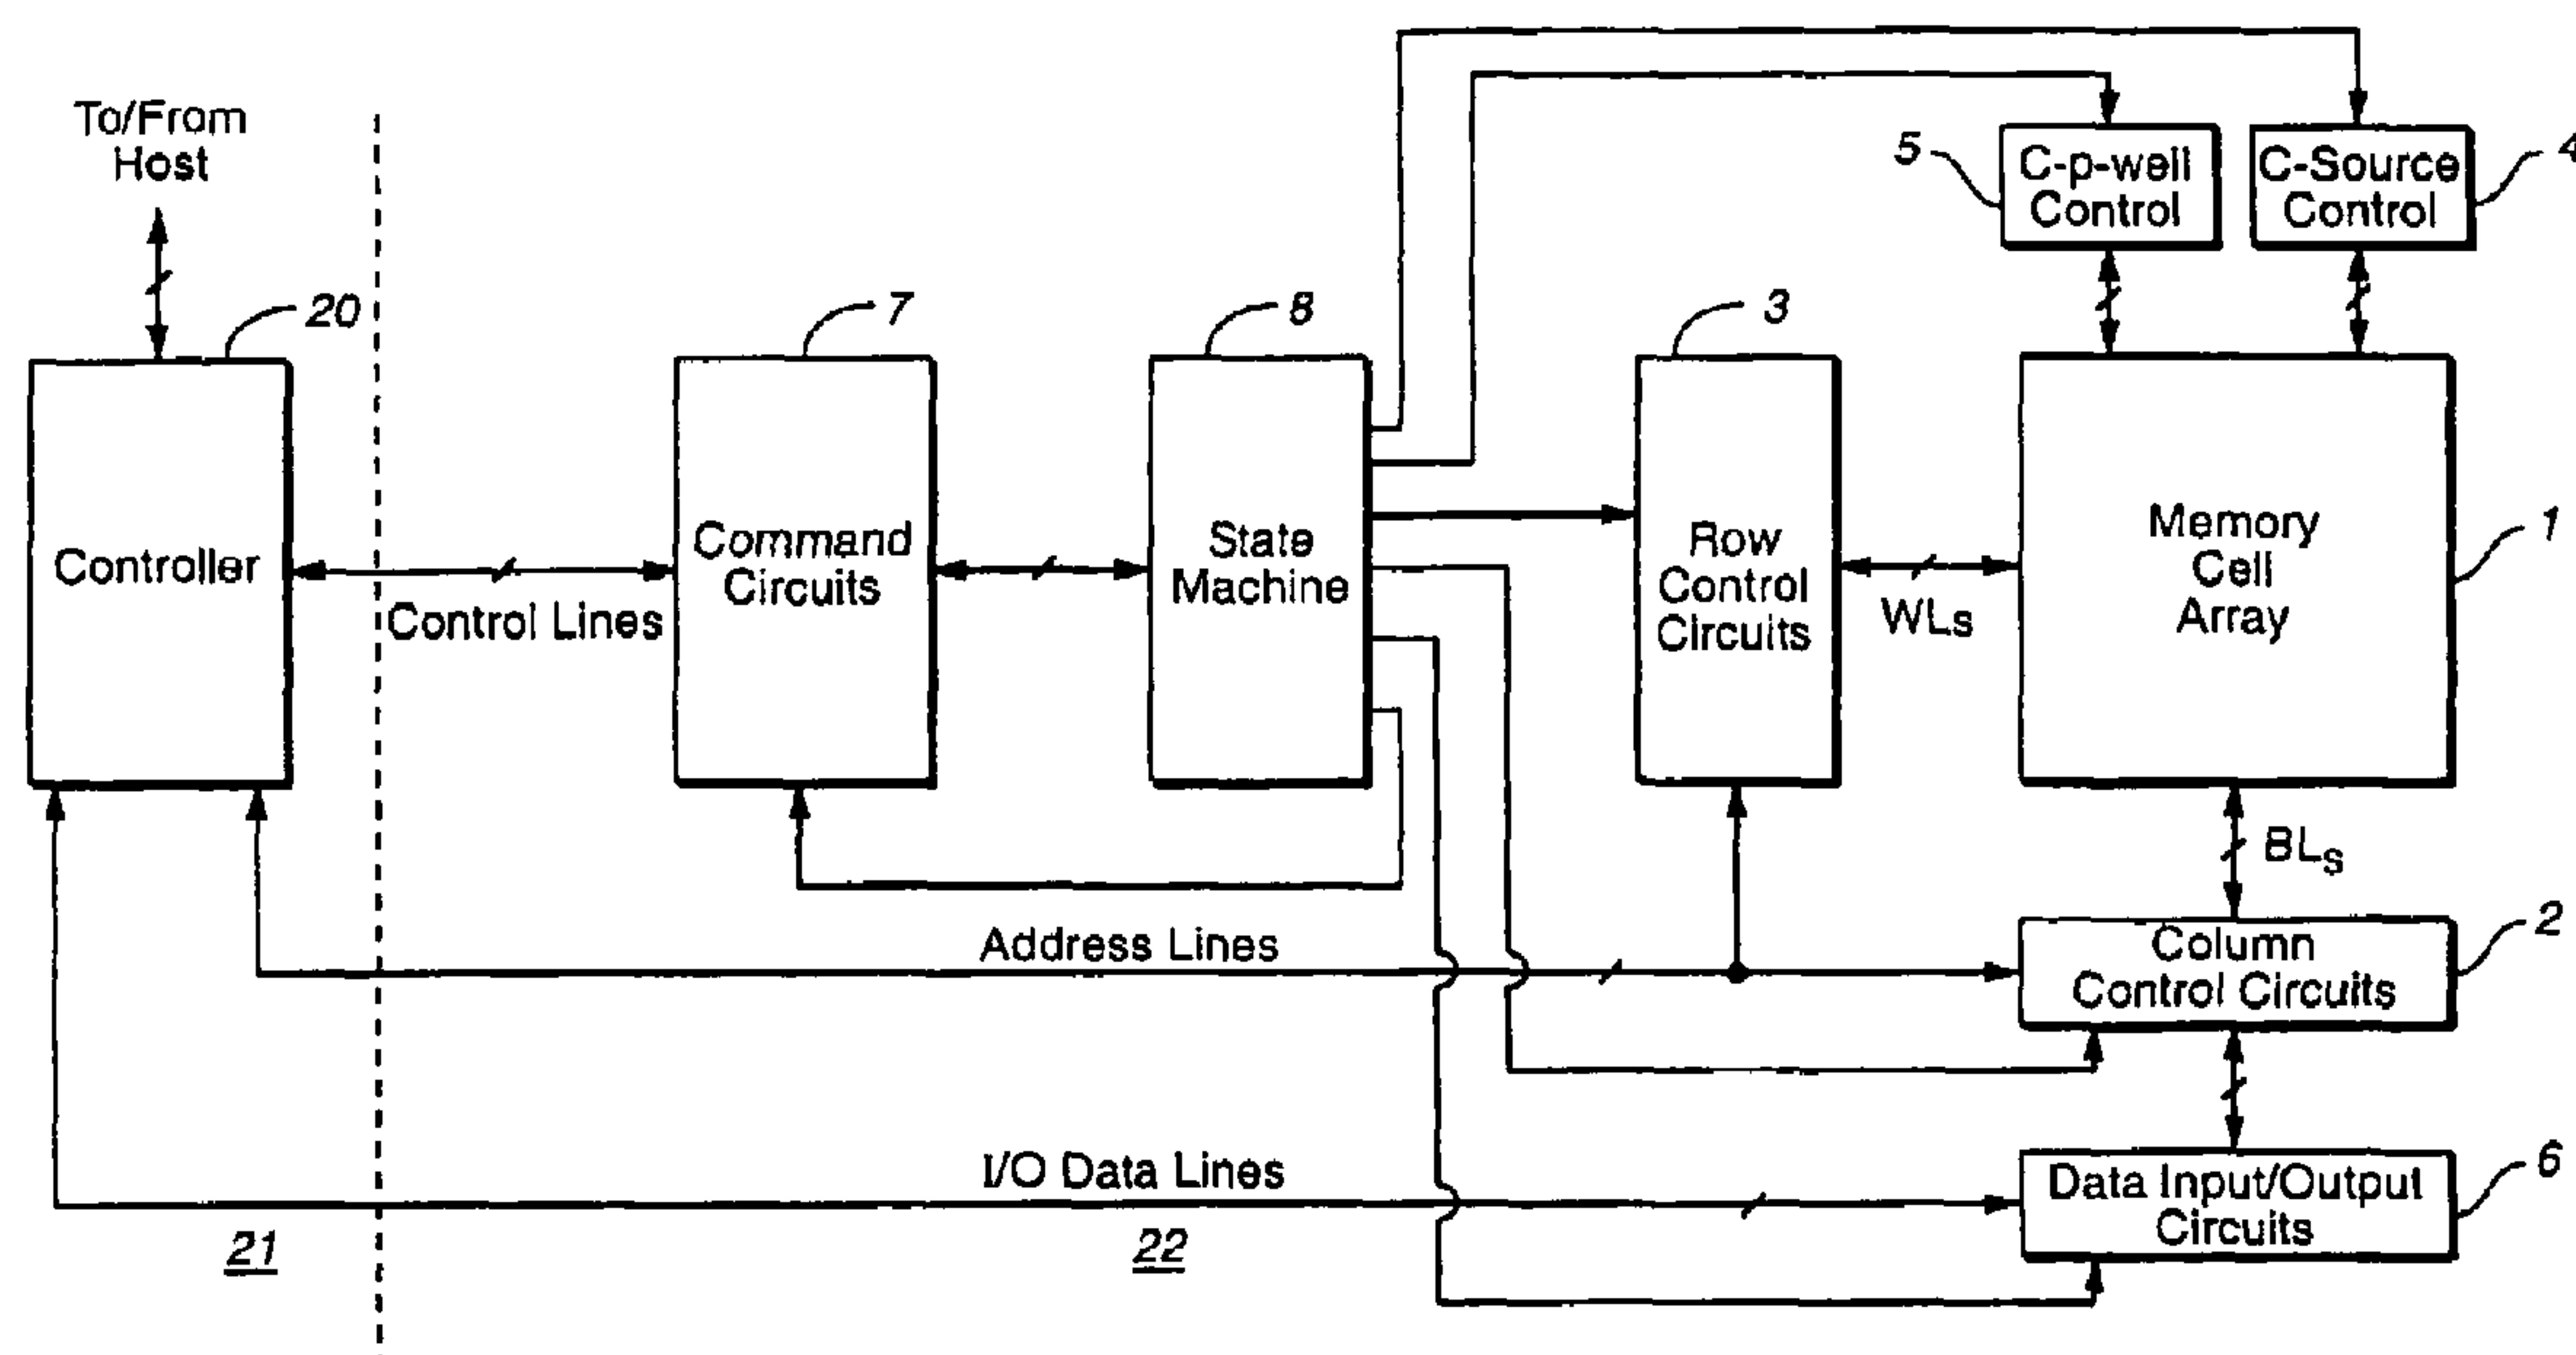 To/From
Host
20
Controller
Control Lines
7
Command
Circuits
8
State
Machine
3
Row
Control
Circuits
WLs
5
C-p-well
Control
C-Source
Control
4
Memory
Cell
Array
1
BLs
Address Lines
Column
Control Circuits
2
I/O Data Lines
Data Input/Output
Circuits
6
21
22